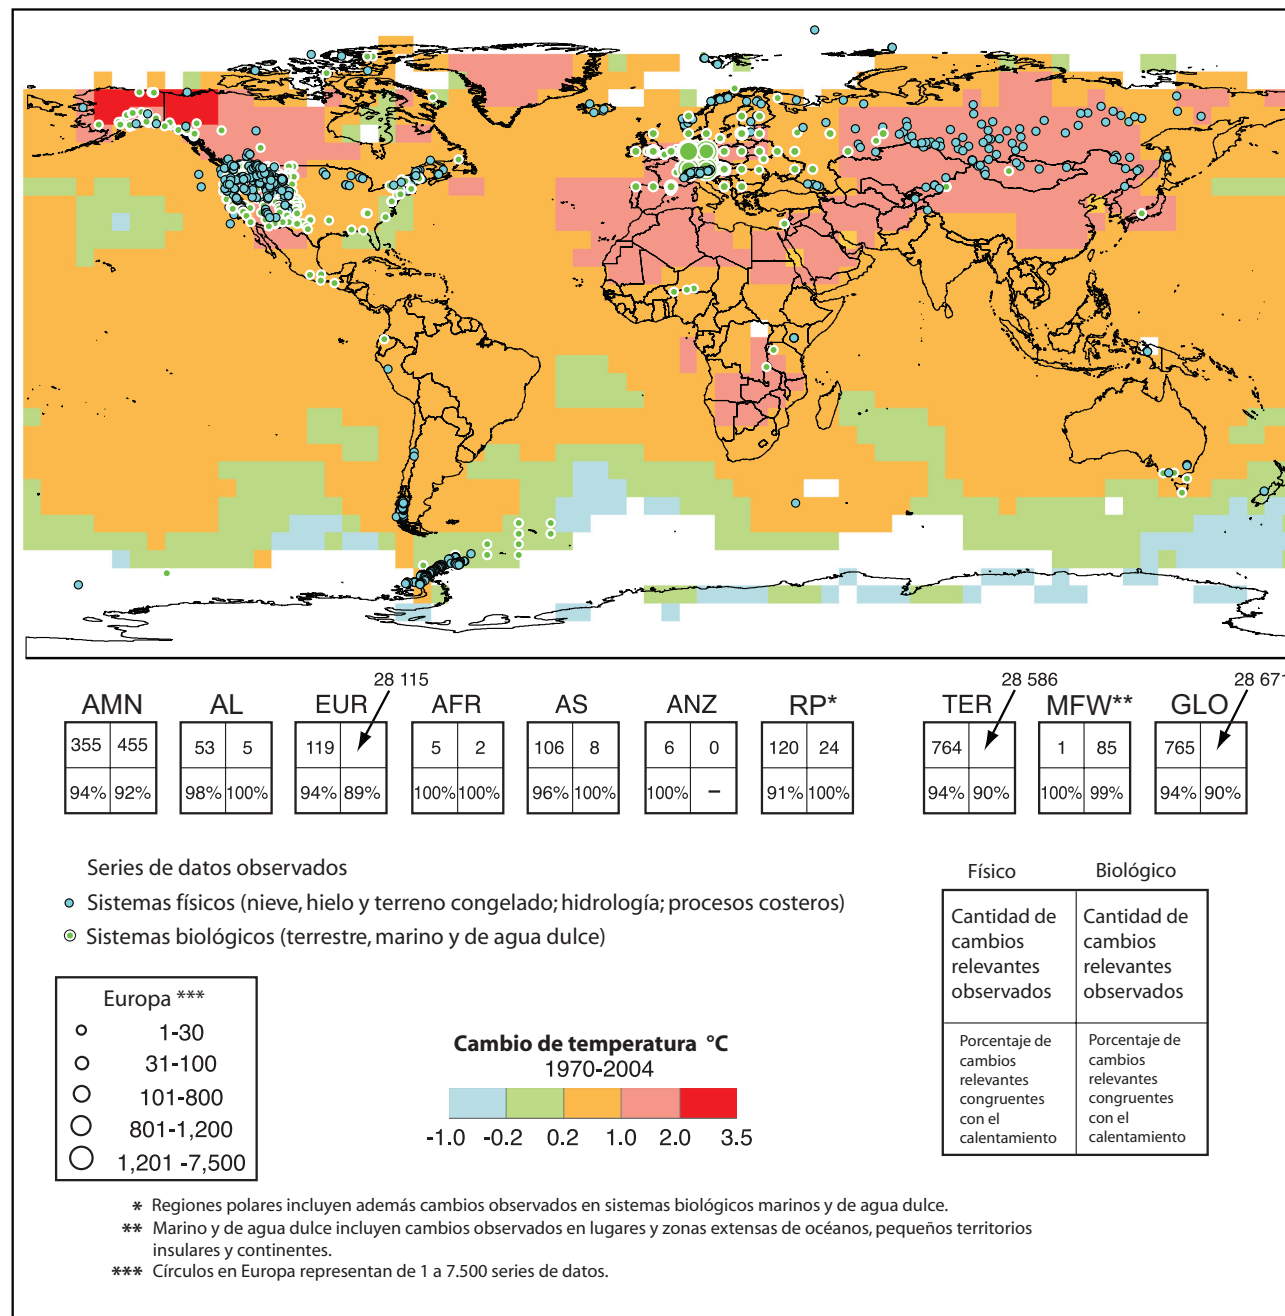 28 115
28 586
28 671
AMN AL EUR AFR AS ANZ RP* TER MFW** GLO
355 455 53 5 119 5 2 106 8 6 0 120 24 764 1 85 765
94% 92% 98% 100% 94% 89% 100% 100% 96% 100% 100% – 91% 100% 94% 90% 100% 99% 94% 90%
Series de datos observados
Sistemas físicos (nieve, hielo y terreno congelado; hidrología; procesos costeros)
Sistemas biológicos (terrestre, marino y de agua dulce)
Físico Biológico
Cantidad de
cambios
relevantes
observados
Cantidad de
cambios
relevantes
observados
Porcentaje de
cambios
relevantes
congruentes
con el
calentamiento
Porcentaje de
cambios
relevantes
congruentes
con el
calentamiento
Europa ***
1-30
31-100
101-800
801-1,200
1,201 -7,500
Cambio de temperatura °C
1970-2004
-1.0 -0.2 0.2 1.0 2.0 3.5
* Regiones polares incluyen además cambios observados en sistemas biológicos marinos y de agua dulce.
** Marino y de agua dulce incluyen cambios observados en lugares y zonas extensas de océanos, pequeños territorios
insulares y continentes.
*** Círculos en Europa representan de 1 a 7.500 series de datos.